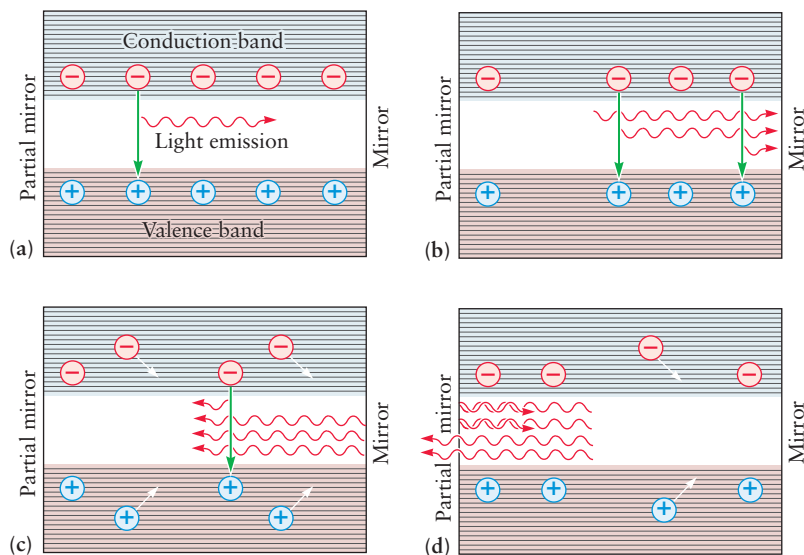 Conduction band
− − − − −
Partial mirror
Light emission
Mirror
+ + + + +
Valence band
(a)
− − − −
Partial mirror
Mirror
+ + + +
(b)
− −
− −
Partial mirror
Mirror
+ +
+ +
(c)
−
− − −
Partial mirror
Mirror
+ + +
+
(d)